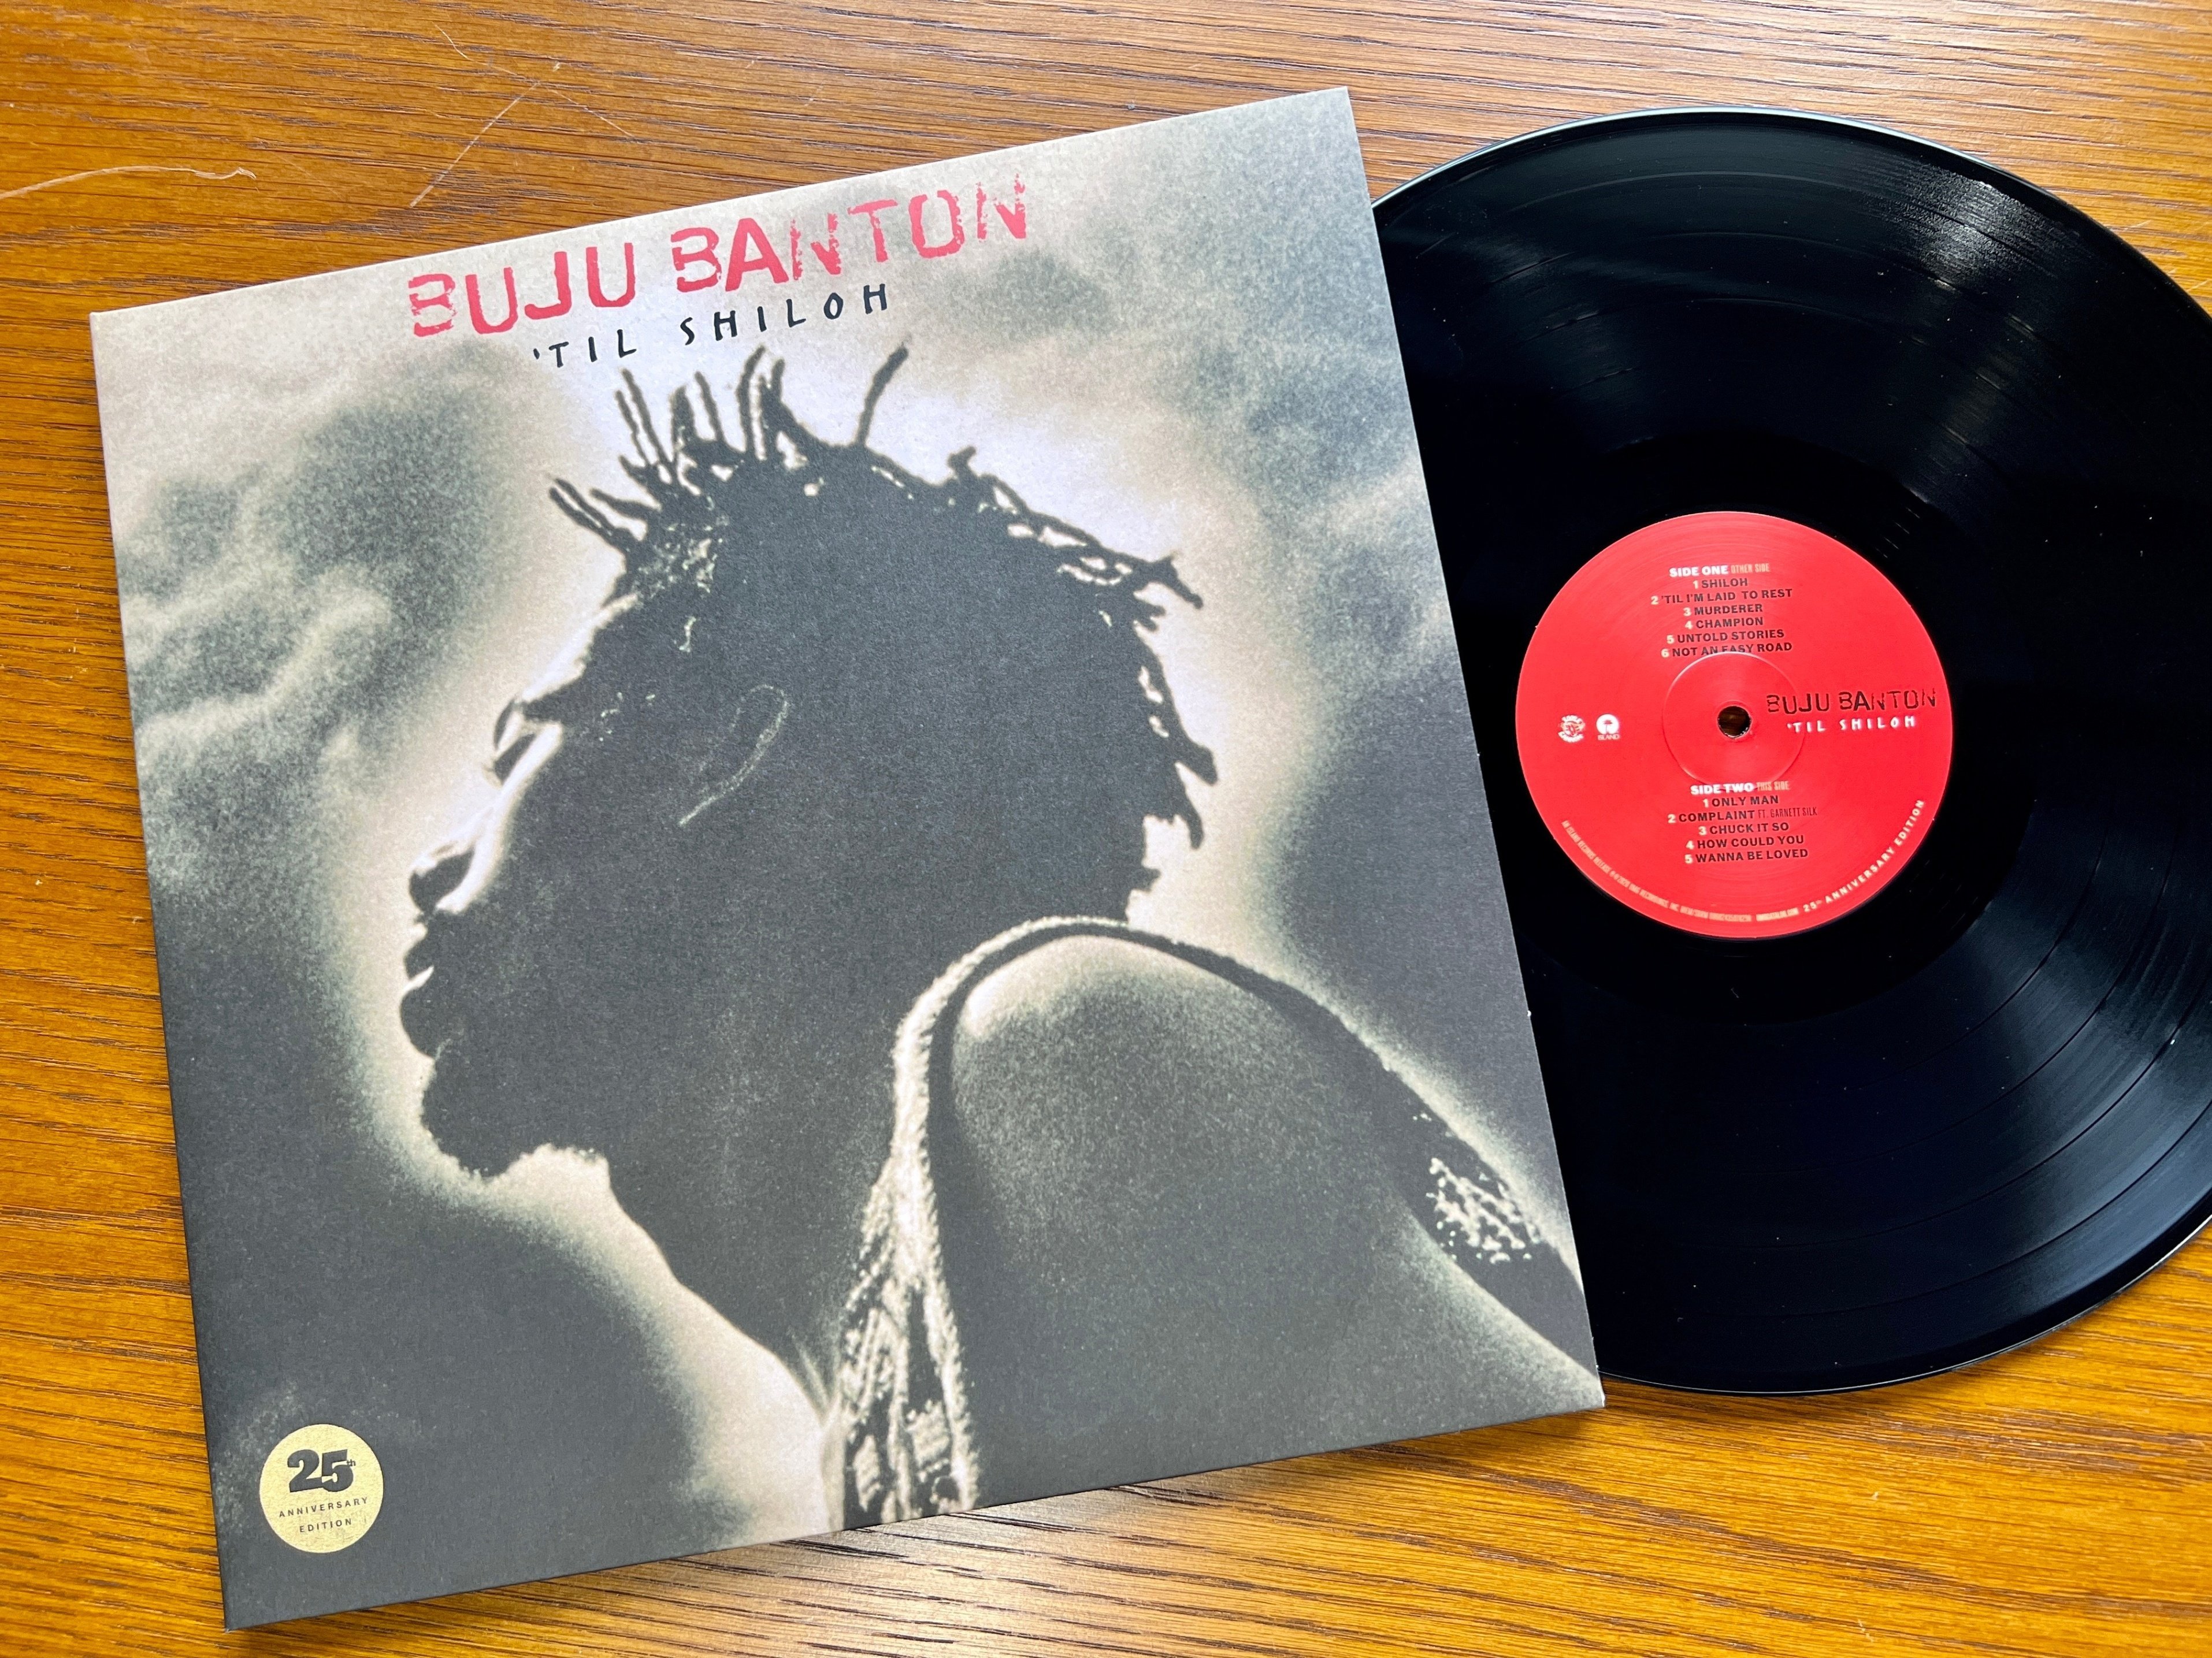 BUJU BANTON
'TIL SHILOH
25th
ANNIVERSARY
EDITION
SIDE ONE OTHER SIDE
1 SHILOH
2 'TIL I'M LAID TO REST
3 MURDERER
4 CHAMPION
5 UNTOLD STORIES
6 NOT AN EASY ROAD
ISLAND
BUJU BANTON
'TIL SHILOH
SIDE TWO THIS SIDE
1 ONLY MAN
2 COMPLAINT FT. GARNETT SILK
3 CHUCK IT SO
4 HOW COULD YOU
5 WANNA BE LOVED
25th ANNIVERSARY EDITION